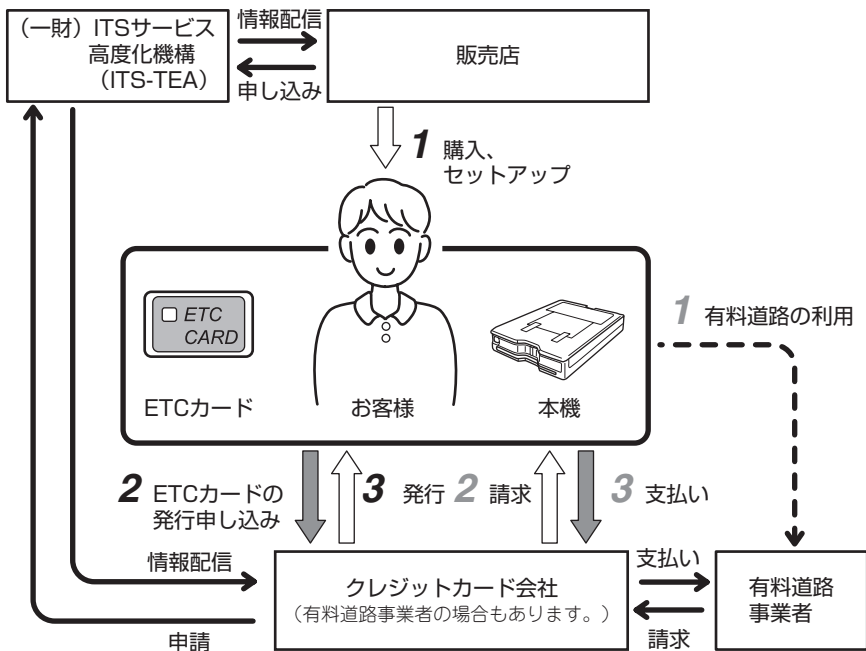 （一財）ITSサービス
高度化機構
（ITS-TEA）
情報配信
申し込み
販売店
1 購入、
セットアップ
ETC
CARD
ETCカード
お客様
本機
1 有料道路の利用
2 ETCカードの
発行申し込み
3 発行
2 請求
3 支払い
情報配信
申請
クレジットカード会社
（有料道路事業者の場合もあります。）
支払い
請求
有料道路
事業者